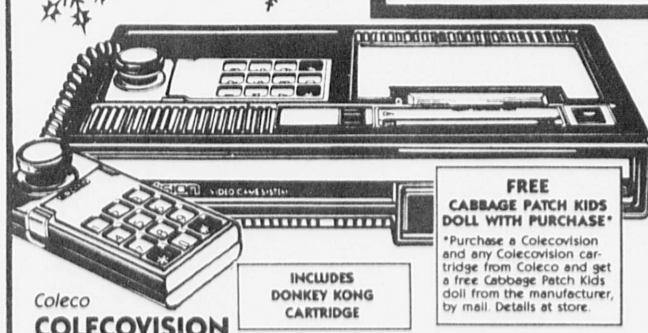 VIDEO GAME SYSTEM
FREE
CABBAGE PATCH KIDS
DOLL WITH PURCHASE*
*Purchase a Colecovision
and any Colecovision car-
tridge from Coleco and get
a free Cabbage Patch Kids
doll from the manufacturer,
by mail. Details at store.
INCLUDES
DONKEY KONG
CARTRIDGE
Coleco
COLECOVISION